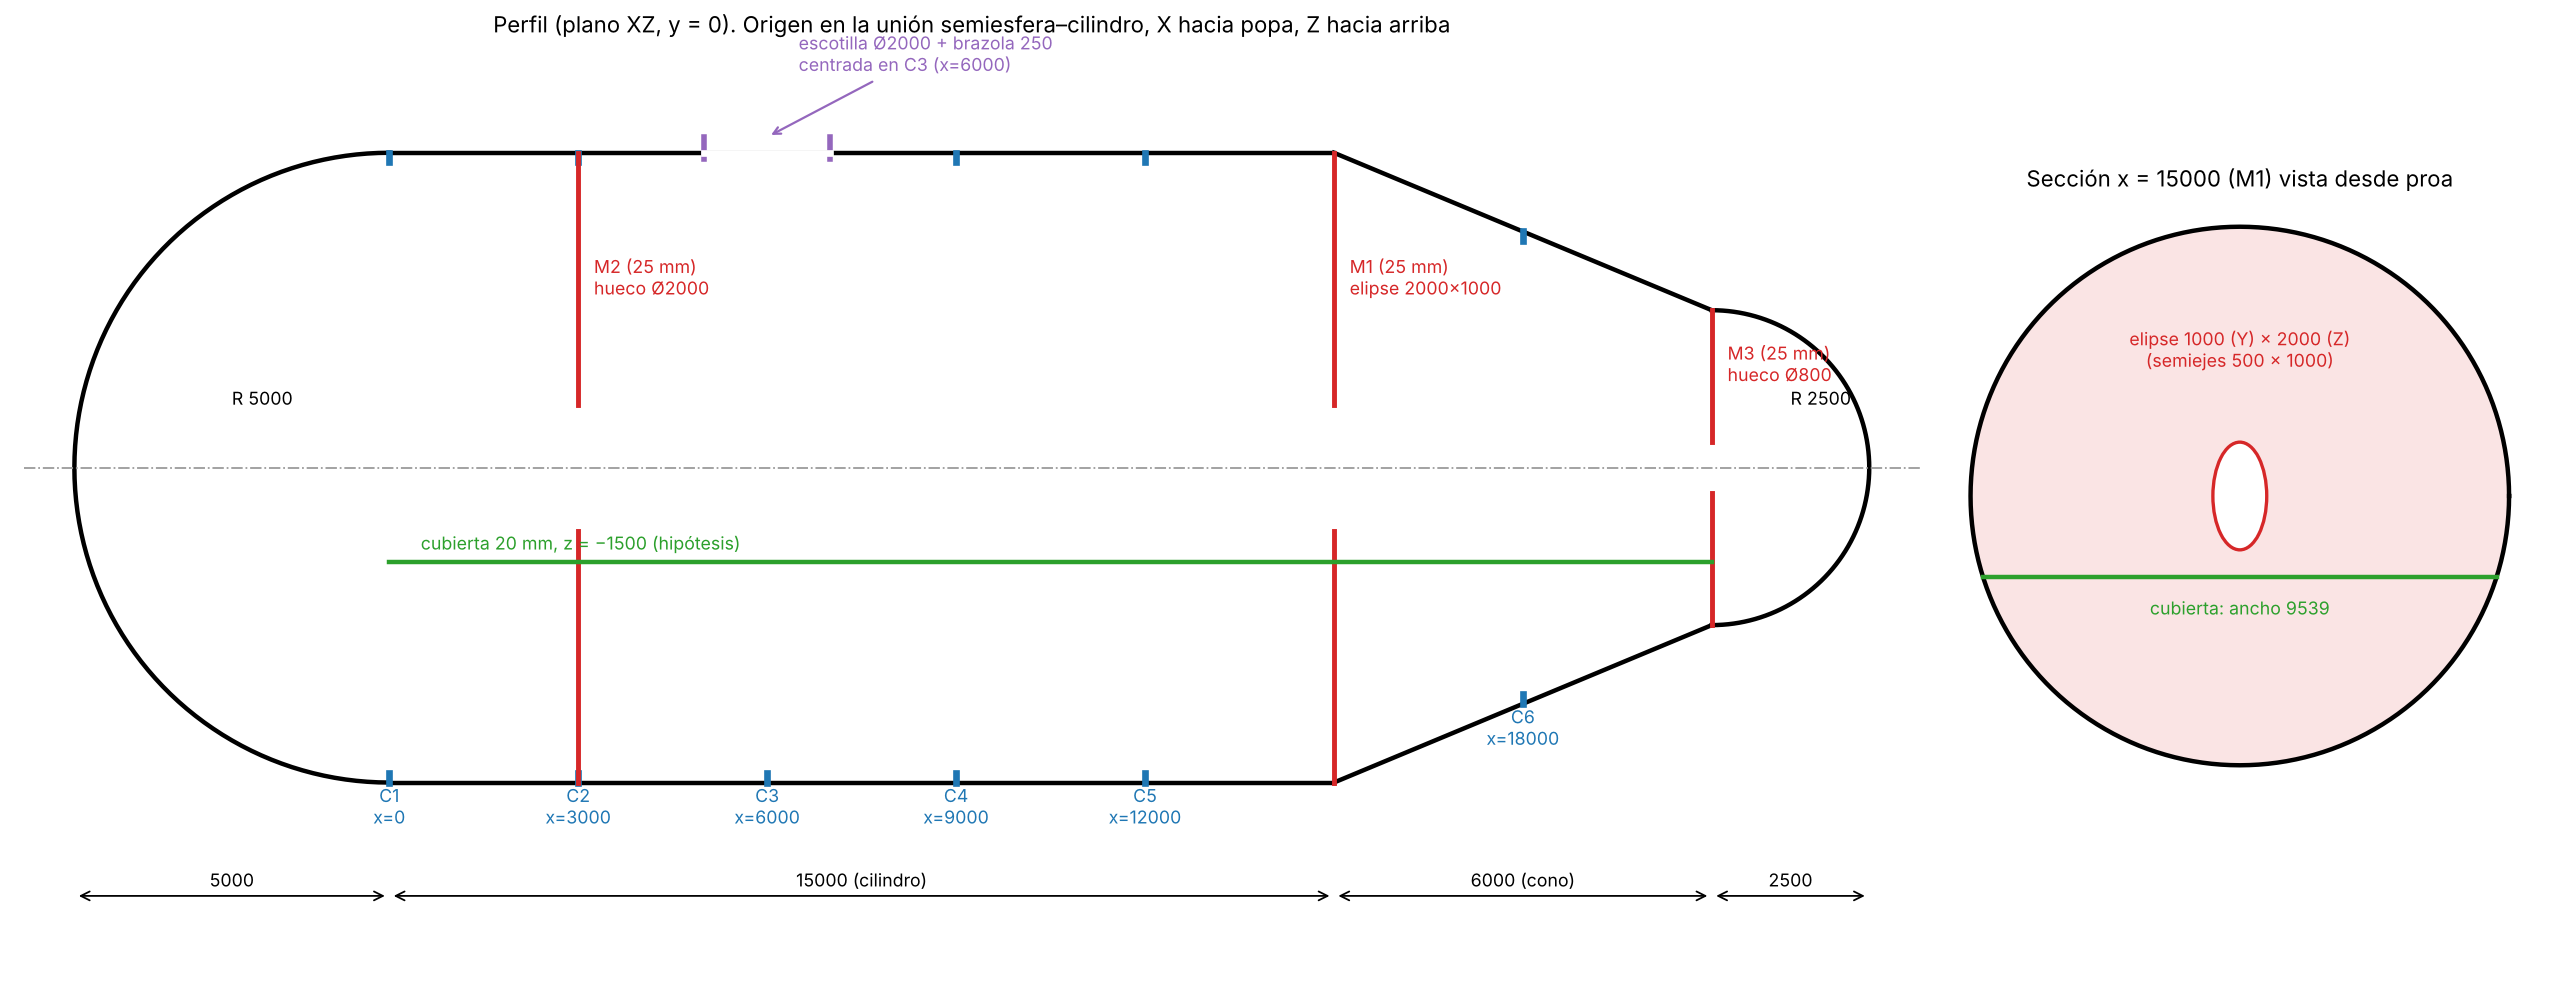 Perfil (plano XZ, y = 0). Origen en la unión semiesfera–cilindro, X hacia popa, Z hacia arriba
escotilla Ø2000 + brazola 250
centrada en C3 (x=6000)
M2 (25 mm)
hueco Ø2000
M1 (25 mm)
elipse 2000×1000
M3 (25 mm)
hueco Ø800
R 5000
R 2500
cubierta 20 mm, z = −1500 (hipótesis)
C6
x=18000
C1
x=0
C2
x=3000
C3
x=6000
C4
x=9000
C5
x=12000
5000
15000 (cilindro)
6000 (cono)
2500
Sección x = 15000 (M1) vista desde proa
elipse 1000 (Y) × 2000 (Z)
(semiejes 500 × 1000)
cubierta: ancho 9539